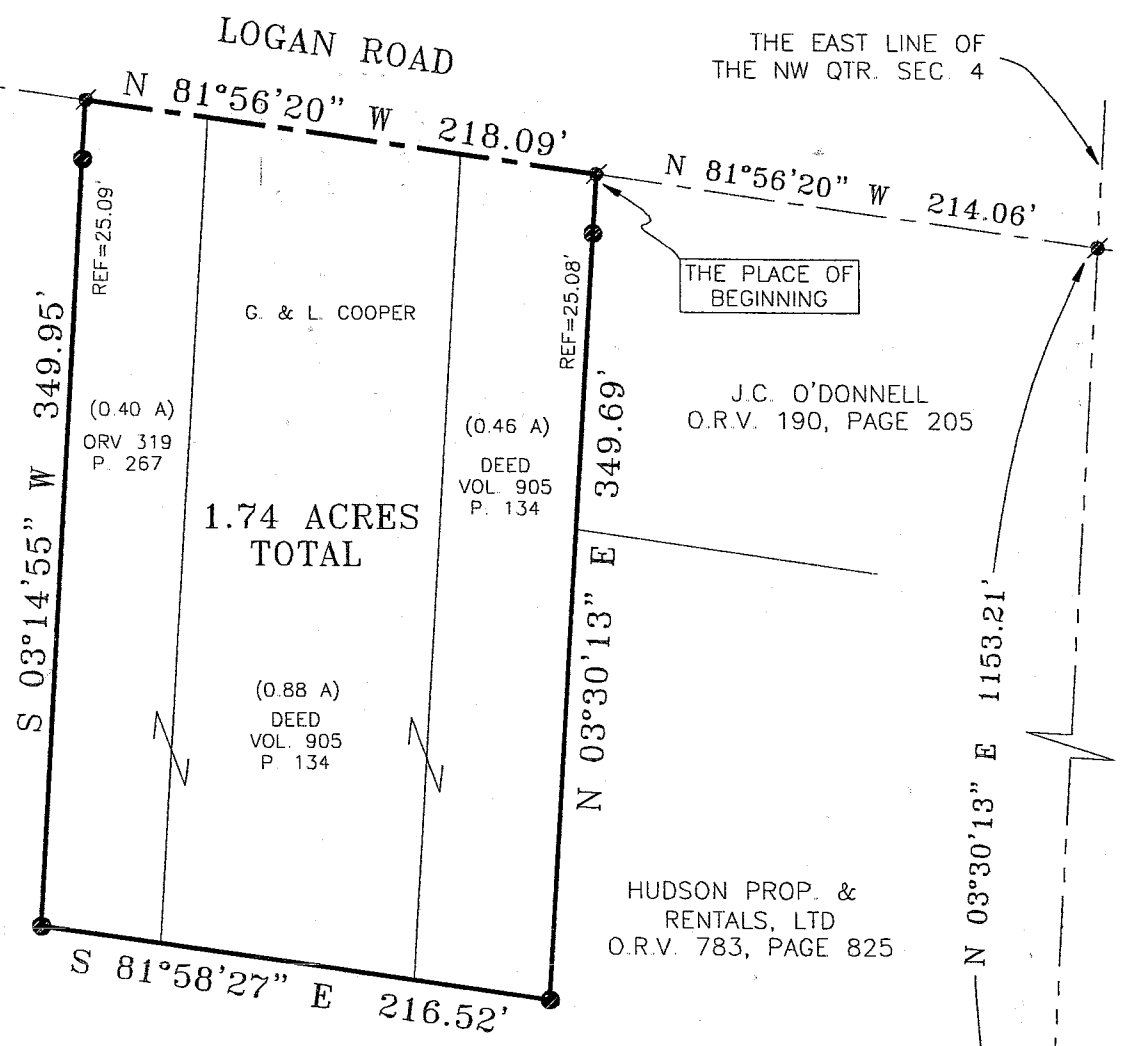 LOGAN ROAD
THE EAST LINE OF
THE NW QTR. SEC. 4
N 81°56'20" W 218.09'
N 81°56'20" W 214.06'
THE PLACE OF
BEGINNING
REF=25.09'
REF=25.08'
G. & L. COOPER
S 03°14'55" W 349.95'
N 03°30'13" E 349.69'
J.C. O'DONNELL
O.R.V. 190, PAGE 205
(0.40 A)
ORV 319
P. 267
(0.46 A)
DEED
VOL. 905
P. 134
1.74 ACRES
TOTAL
(0.88 A)
DEED
VOL. 905
P. 134
N 03°30'13" E 1153.21'
HUDSON PROP. &
RENTALS, LTD
O.R.V. 783, PAGE 825
S 81°58'27" E 216.52'